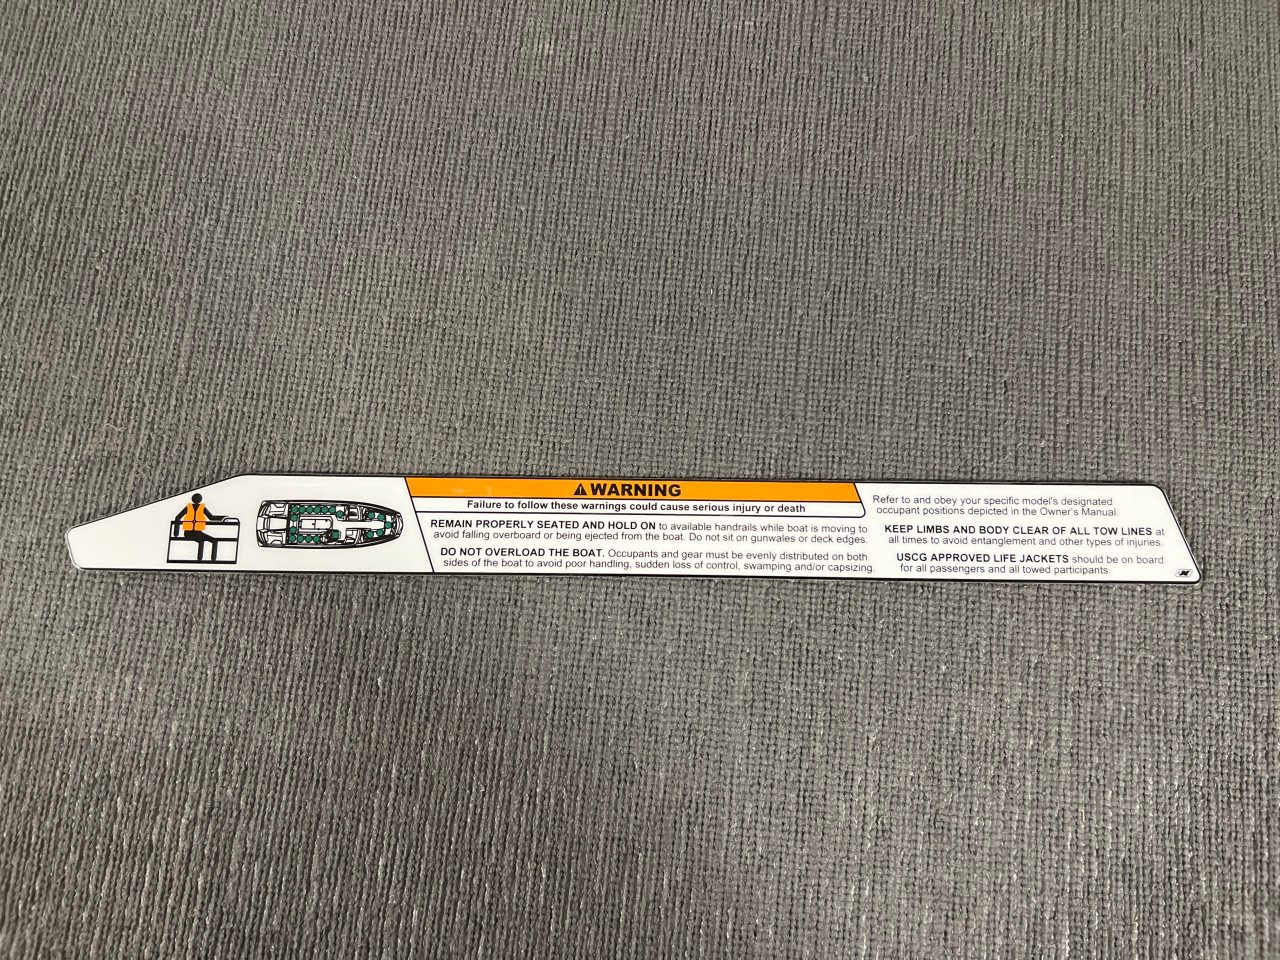 WARNING
Failure to follow these warnings could cause serious injury or death
REMAIN PROPERLY SEATED AND HOLD ON to available handrails while boat is moving to
avoid falling overboard or being ejected from the boat. Do not sit on gunwales or deck edges.
DO NOT OVERLOAD THE BOAT. Occupants and gear must be evenly distributed on both
sides of the boat to avoid poor handling, sudden loss of control, swamping and/or capsizing.
Refer to and obey your specific model's designated
occupant positions depicted in the Owner's Manual.
KEEP LIMBS AND BODY CLEAR OF ALL TOW LINES at
all times to avoid entanglement and other types of injuries.
USCG APPROVED LIFE JACKETS should be on board
for all passengers and all towed participants.